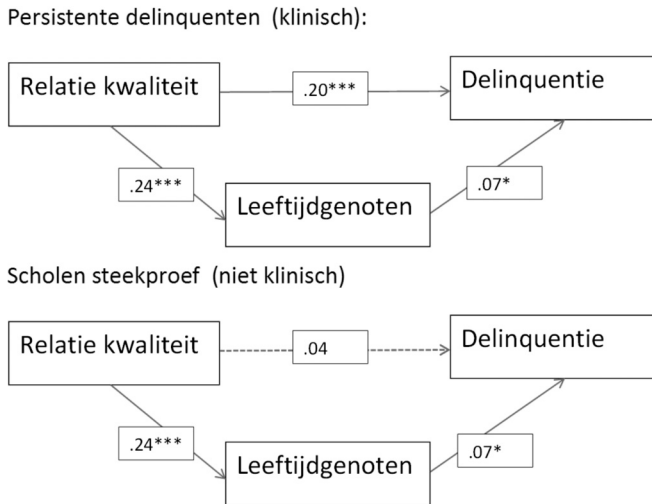 Persistente delinquenten (klinisch):
Relatie kwaliteit
.20***
Delinquentie
.24***
Leeftijdgenoten
.07*
Scholen steekproef (niet klinisch)
Relatie kwaliteit
.04
Delinquentie
.24***
Leeftijdgenoten
.07*